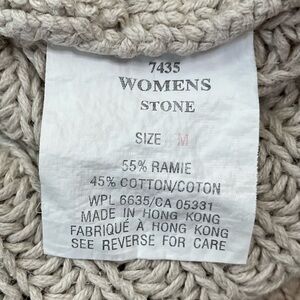 7435
WOMENS
STONE
SIZE M
55% RAMIE
45% COTTON/COTON
WPL 6635/CA 05331
MADE IN HONG KONG
FABRIQUÉ À HONG KONG
SEE REVERSE FOR CARE